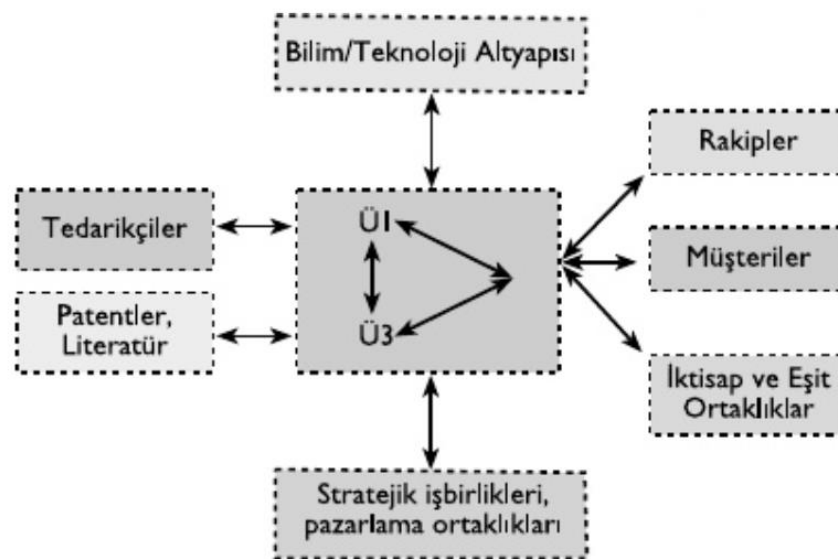 Bilim/Teknoloji Altyapısı
Rakipler
Tedarikçiler
Ü1
Müşteriler
Patentler,
Literatür
Ü3
İktisap ve Eşit
Ortaklıklar
Stratejik işbirlikleri,
pazarlama ortaklıkları